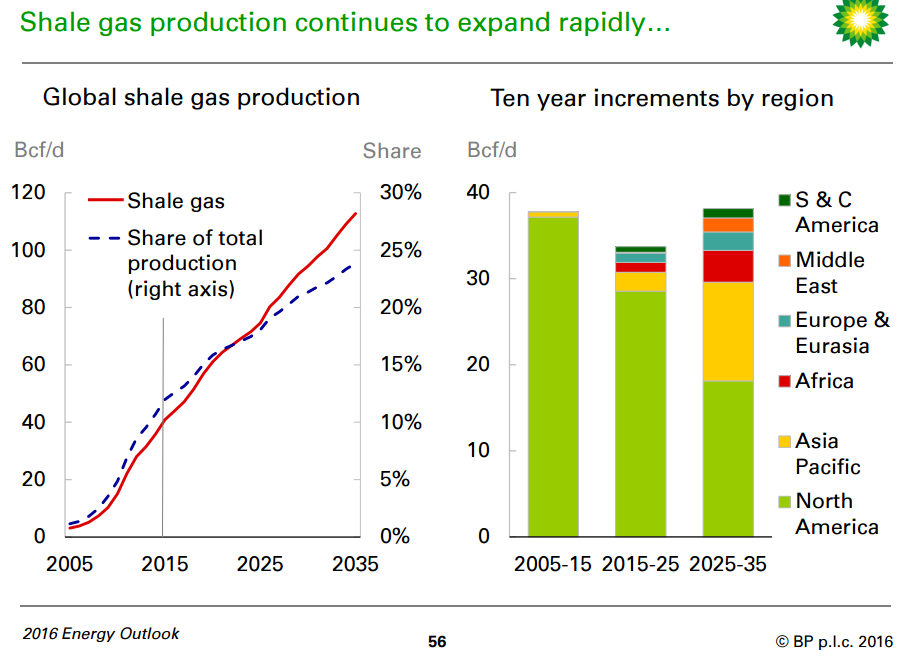 Shale gas production continues to expand rapidly...
Global shale gas production
Bcf/d
Share
120
100
80
60
40
20
0
30%
25%
20%
15%
10%
5%
0%
Shale gas
Share of total
production
(right axis)
2005
2015
2025
2035
Ten year increments by region
Bcf/d
40
30
20
10
0
2005-15
2015-25
2025-35
S & C
America
Middle
East
Europe &
Eurasia
Africa
Asia
Pacific
North
America
2016 Energy Outlook
56
© BP p.l.c. 2016